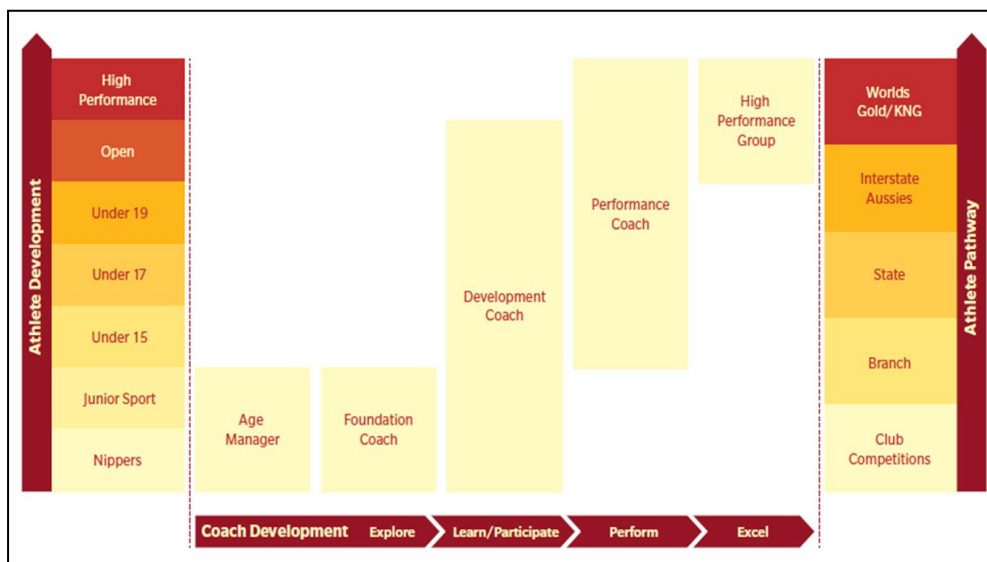 Athlete Development
High
Performance
Open
Under 19
Under 17
Under 15
Junior Sport
Nippers
Age
Manager
Foundation
Coach
Development
Coach
Performance
Coach
High
Performance
Group
Worlds
Gold/KNG
Interstate
Aussies
State
Branch
Club
Competitions
Athlete Pathway
Coach Development Explore Learn/Participate Perform Excel